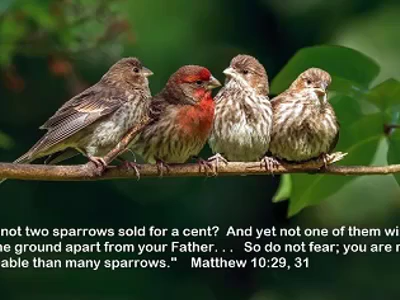 not two sparrows sold for a cent? And yet not one of them wi
he ground apart from your Father. . . So do not fear; you are m
able than many sparrows." Matthew 10:29, 31